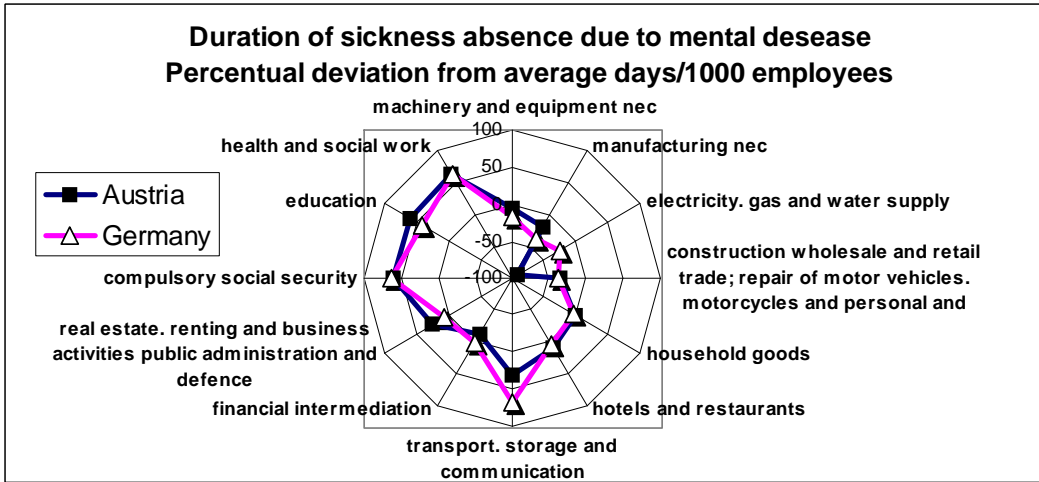 Duration of sickness absence due to mental desease
Percentual deviation from average days/1000 employees
machinery and equipment nec
100
50
0
-50
-100
health and social work
manufacturing nec
Austria
Germany
education
electricity. gas and water supply
compulsory social security
construction wholesale and retail
trade; repair of motor vehicles.
motorcycles and personal and
real estate. renting and business
activities public administration and
defence
household goods
financial intermediation
hotels and restaurants
transport. storage and
communication